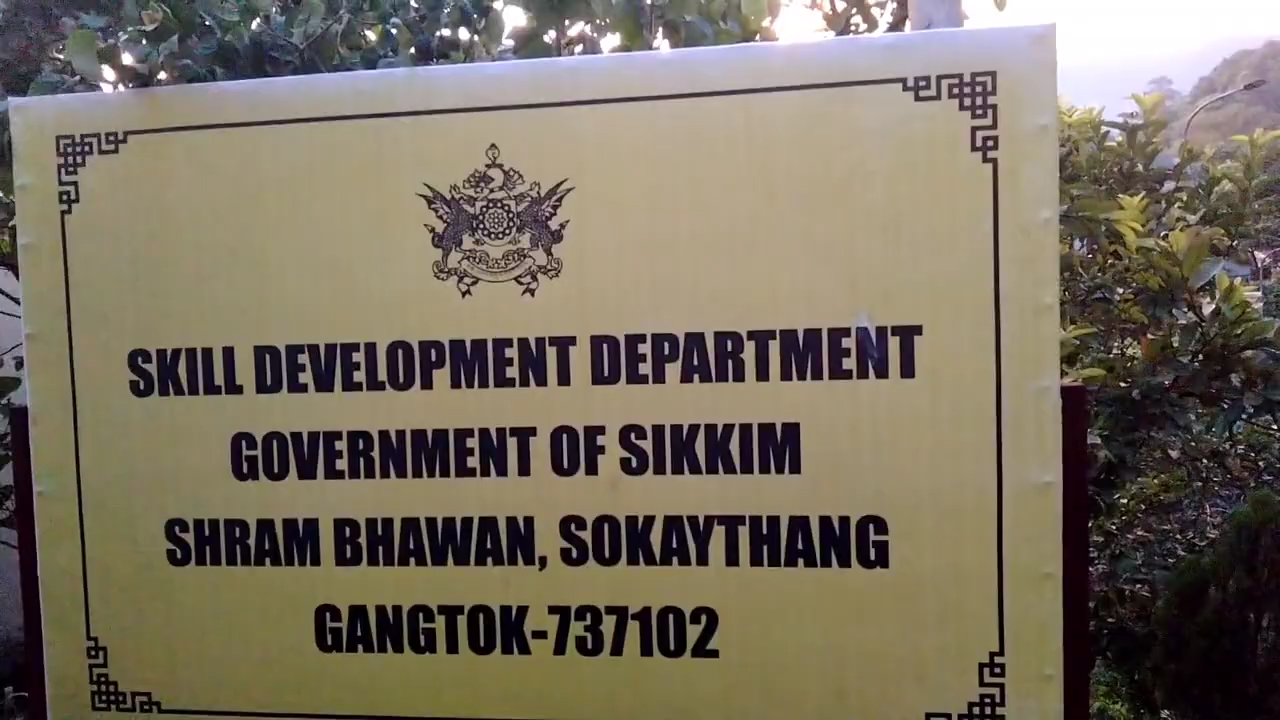 SKILL DEVELOPMENT DEPARTMENT
GOVERNMENT OF SIKKIM
SHRAM BHAWAN, SOKAYTHANG
GANGTOK-737102